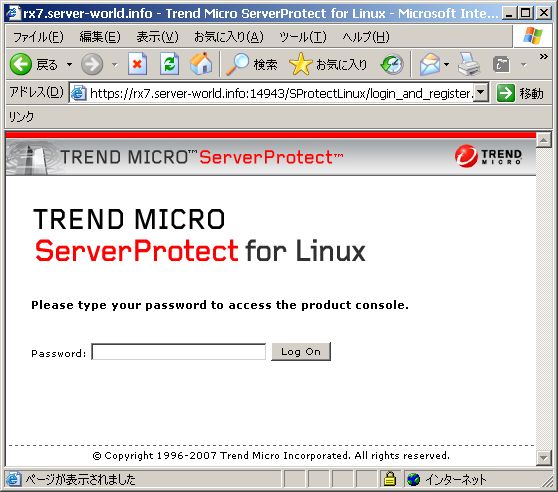 rx7.server-world.info - Trend Micro ServerProtect for Linux - Microsoft Inte...
ファイル(F) 編集(E) 表示(V) お気に入り(A) ツール(T) ヘルプ(H)
戻る 検索 お気に入り
アドレス(D) https://rx7.server-world.info:14943/SProtectLinux/login_and_register. 移動
リンク
TREND MICRO™ ServerProtect™ TREND MICRO
TREND MICRO
ServerProtect for Linux
Please type your password to access the product console.
Password: Log On
© Copyright 1996-2007 Trend Micro Incorporated. All rights reserved.
ページが表示されました インターネット